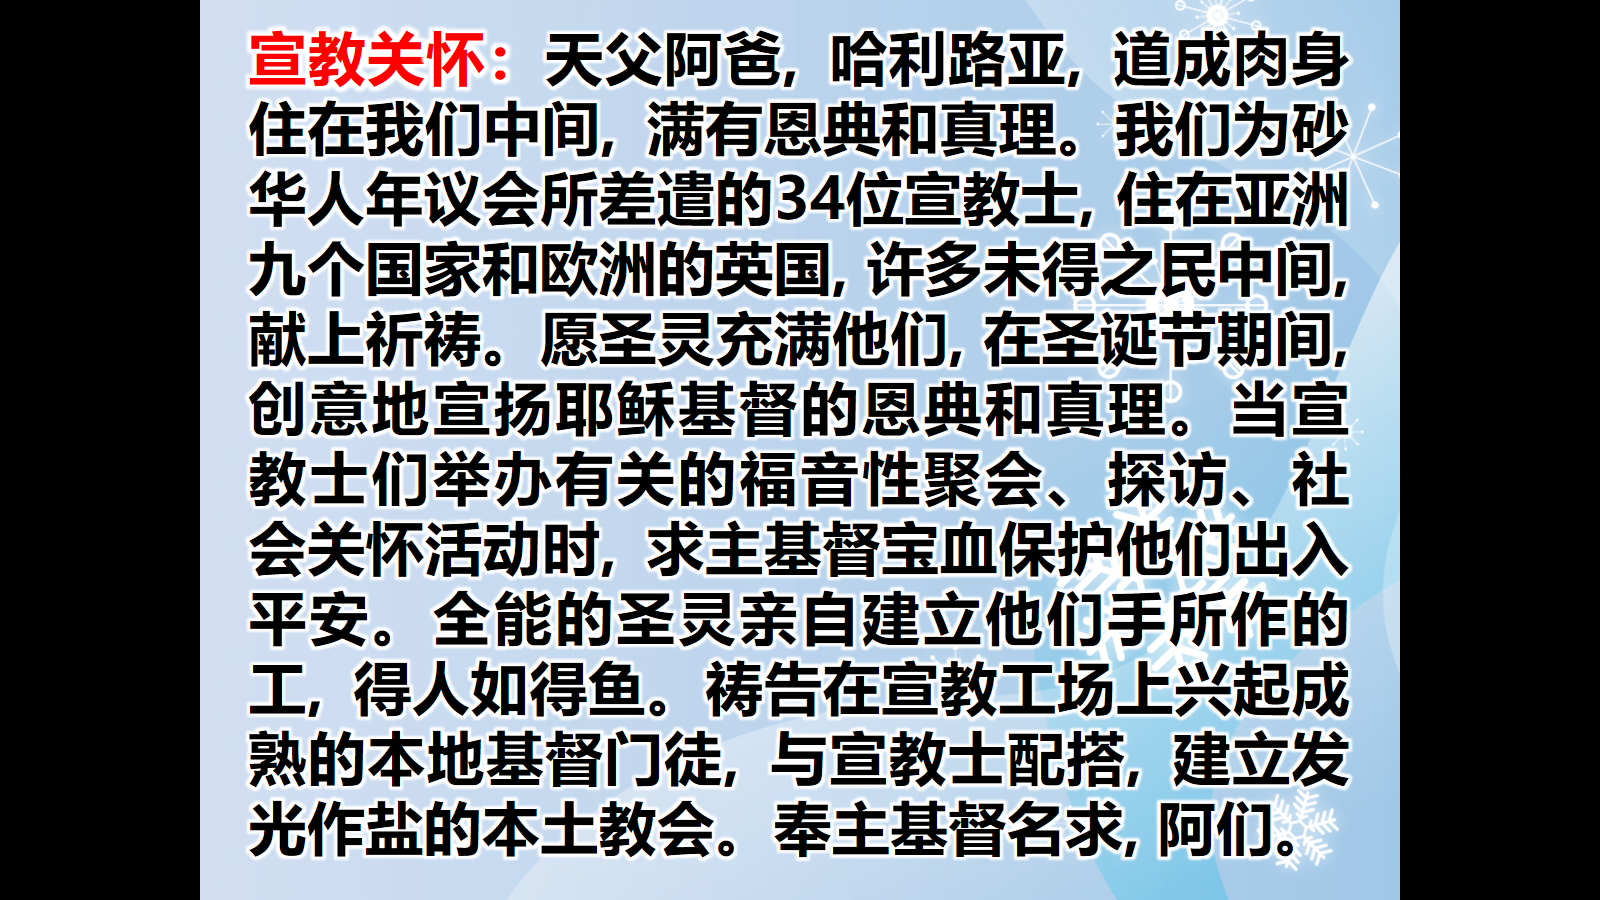 宣教关怀：天父阿爸, 哈利路亚, 道成肉身
住在我们中间, 满有恩典和真理。我们为砂
华人年议会所差遣的34位宣教士, 住在亚洲
九个国家和欧洲的英国, 许多未得之民中间,
献上祈祷。愿圣灵充满他们, 在圣诞节期间,
创意地宣扬耶稣基督的恩典和真理。当宣
教士们举办有关的福音性聚会、探访、社
会关怀活动时, 求主基督宝血保护他们出入
平安。全能的圣灵亲自建立他们手所作的
工, 得人如得鱼。祷告在宣教工场上兴起成
熟的本地基督门徒, 与宣教士配搭, 建立发
光作盐的本土教会。奉主基督名求, 阿们。